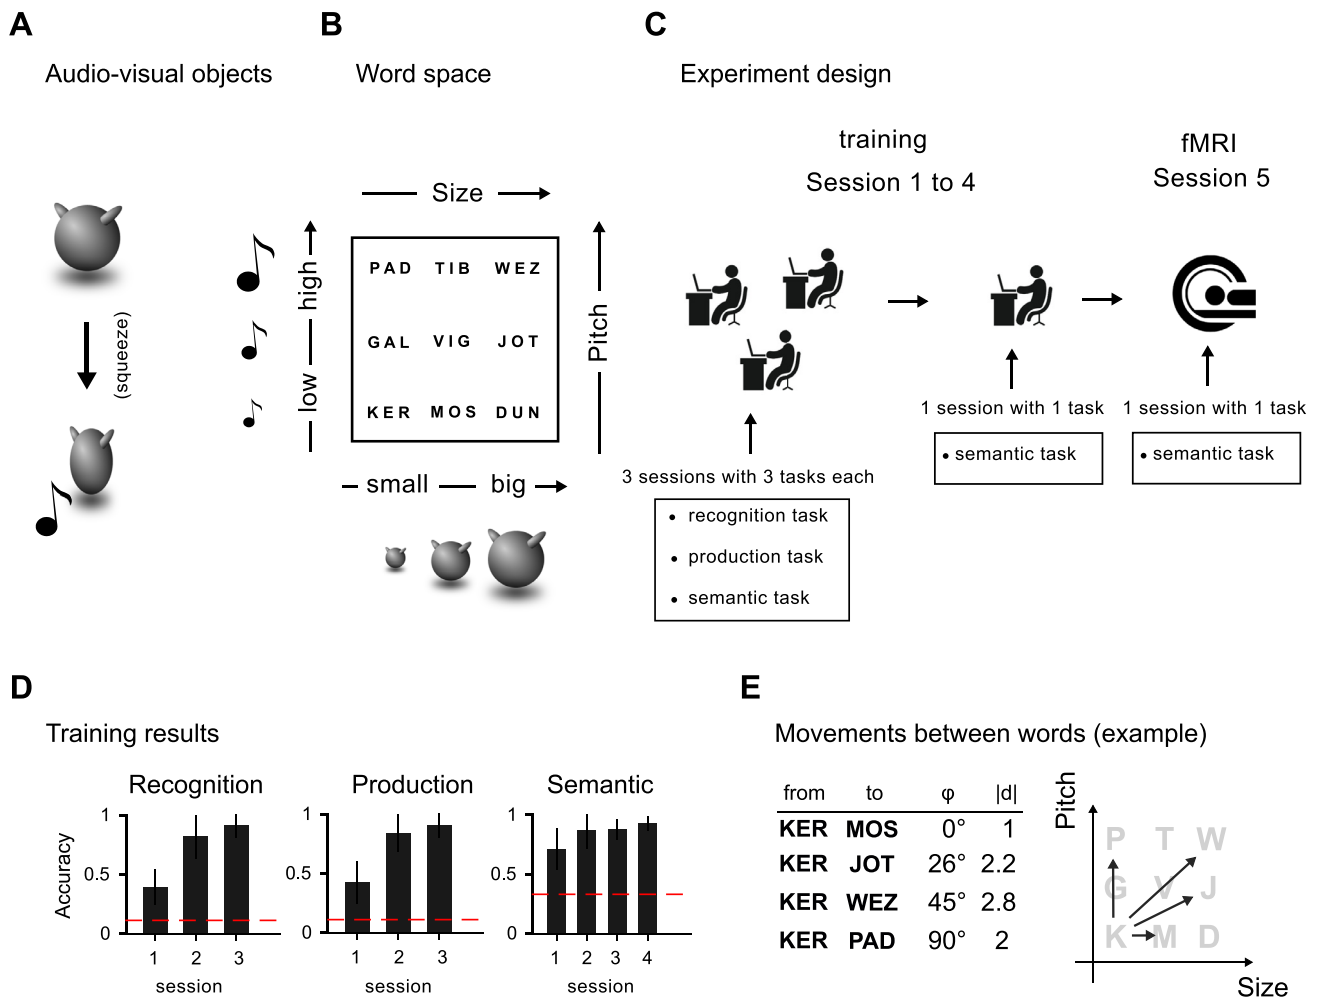 A
Audio-visual objects
(squeeze)
B
Word space
Size
high
low
PAD TIB WEZ
GAL VIG JOT
KER MOS DUN
Pitch
small big
C
Experiment design
training
Session 1 to 4
fMRI
Session 5
3 sessions with 3 tasks each
• recognition task
• production task
• semantic task
1 session with 1 task
• semantic task
1 session with 1 task
• semantic task
D
Training results
Recognition
Accuracy
1
0.5
0
1 2 3
session
Production
1
0.5
0
1 2 3
session
Semantic
1
0.5
0
1 2 3 4
session
E
Movements between words (example)
from to φ |d|
KER MOS 0° 1
KER JOT 26° 2.2
KER WEZ 45° 2.8
KER PAD 90° 2
Pitch
P T W
G V J
K M D
Size